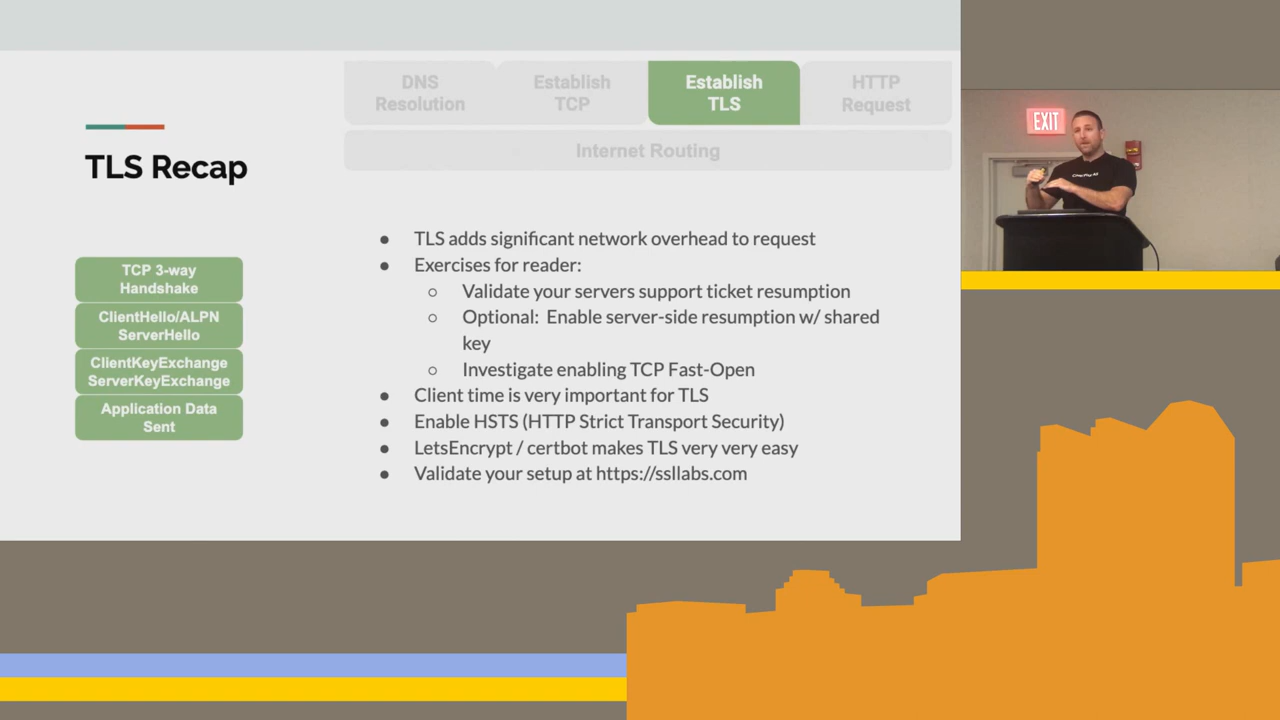 DNS
Resolution
Establish
TCP
Establish
TLS
HTTP
Request
Internet Routing
TLS Recap
TCP 3-way
Handshake
ClientHello/ALPN
ServerHello
ClientKeyExchange
ServerKeyExchange
Application Data
Sent
● TLS adds significant network overhead to request
● Exercises for reader:
○ Validate your servers support ticket resumption
○ Optional: Enable server-side resumption w/ shared
key
○ Investigate enabling TCP Fast-Open
● Client time is very important for TLS
● Enable HSTS (HTTP Strict Transport Security)
● LetsEncrypt / certbot makes TLS very very easy
● Validate your setup at https://ssllabs.com
EXIT